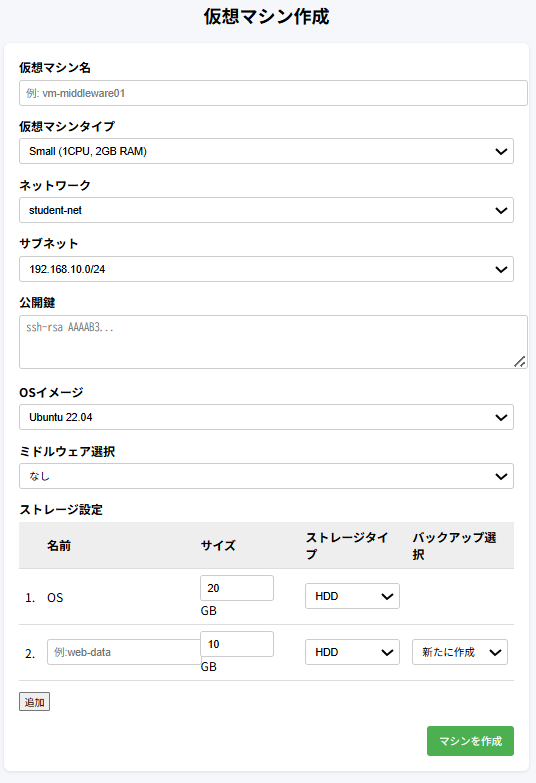 仮想マシン作成
仮想マシン名
例: vm-middleware01
仮想マシンタイプ
Small (1CPU, 2GB RAM)
ネットワーク
student-net
サブネット
192.168.10.0/24
公開鍵
ssh-rsa AAAAB3...
OSイメージ
Ubuntu 22.04
ミドルウェア選択
なし
ストレージ設定
名前 サイズ ストレージタイプ バックアップ選択
1. OS 20 GB HDD
2. 例:web-data 10 GB HDD 新たに作成
追加
マシンを作成